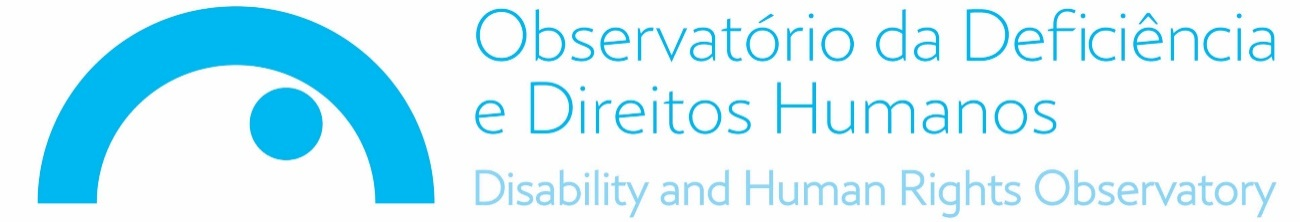 Observatório da Deficiência
e Direitos Humanos
Disability and Human Rights Observatory